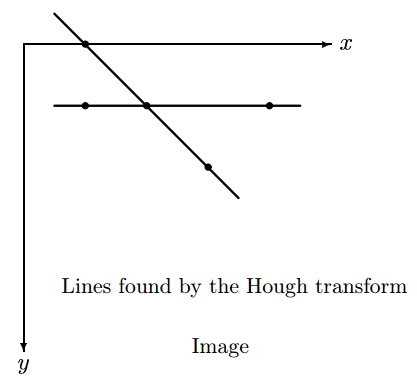 x
Lines found by the Hough transform
Image
y